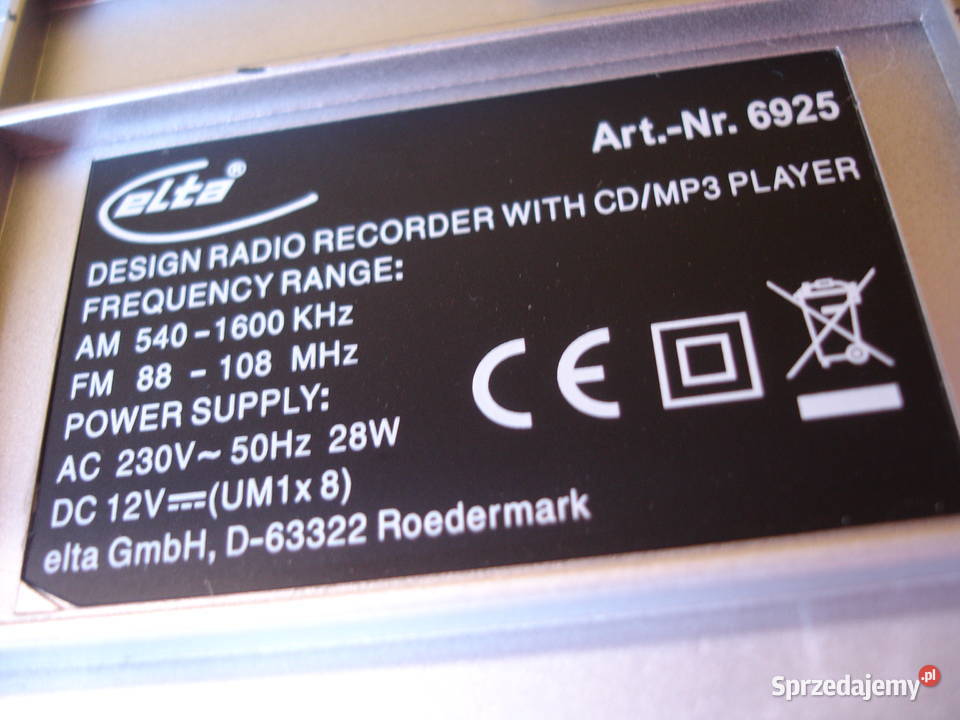 Art.-Nr. 6925
elta®
DESIGN RADIO RECORDER WITH CD/MP3 PLAYER
FREQUENCY RANGE:
AM 540 - 1600 KHz
FM 88 - 108 MHz
POWER SUPPLY:
AC 230V~ 50Hz 28W
DC 12V⎓(UM1x 8)
elta GmbH, D-63322 Roedermark
CE
Sprzedajemy.pl